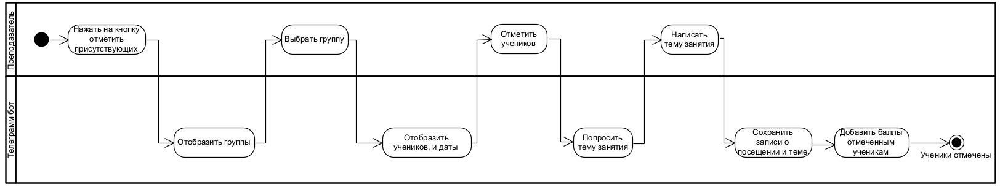 Преподаватель
Нажать на кнопку
отметить
присутствующих
Выбрать группу
Отметить
учеников
Написать
тему занятия
Телеграмм бот
Отобразить группы
Отобразить
учеников, и даты
Попросить
тему занятия
Сохранить
записи о
посещении и теме
Добавить баллы
отмеченным
ученикам
Ученики отмечены